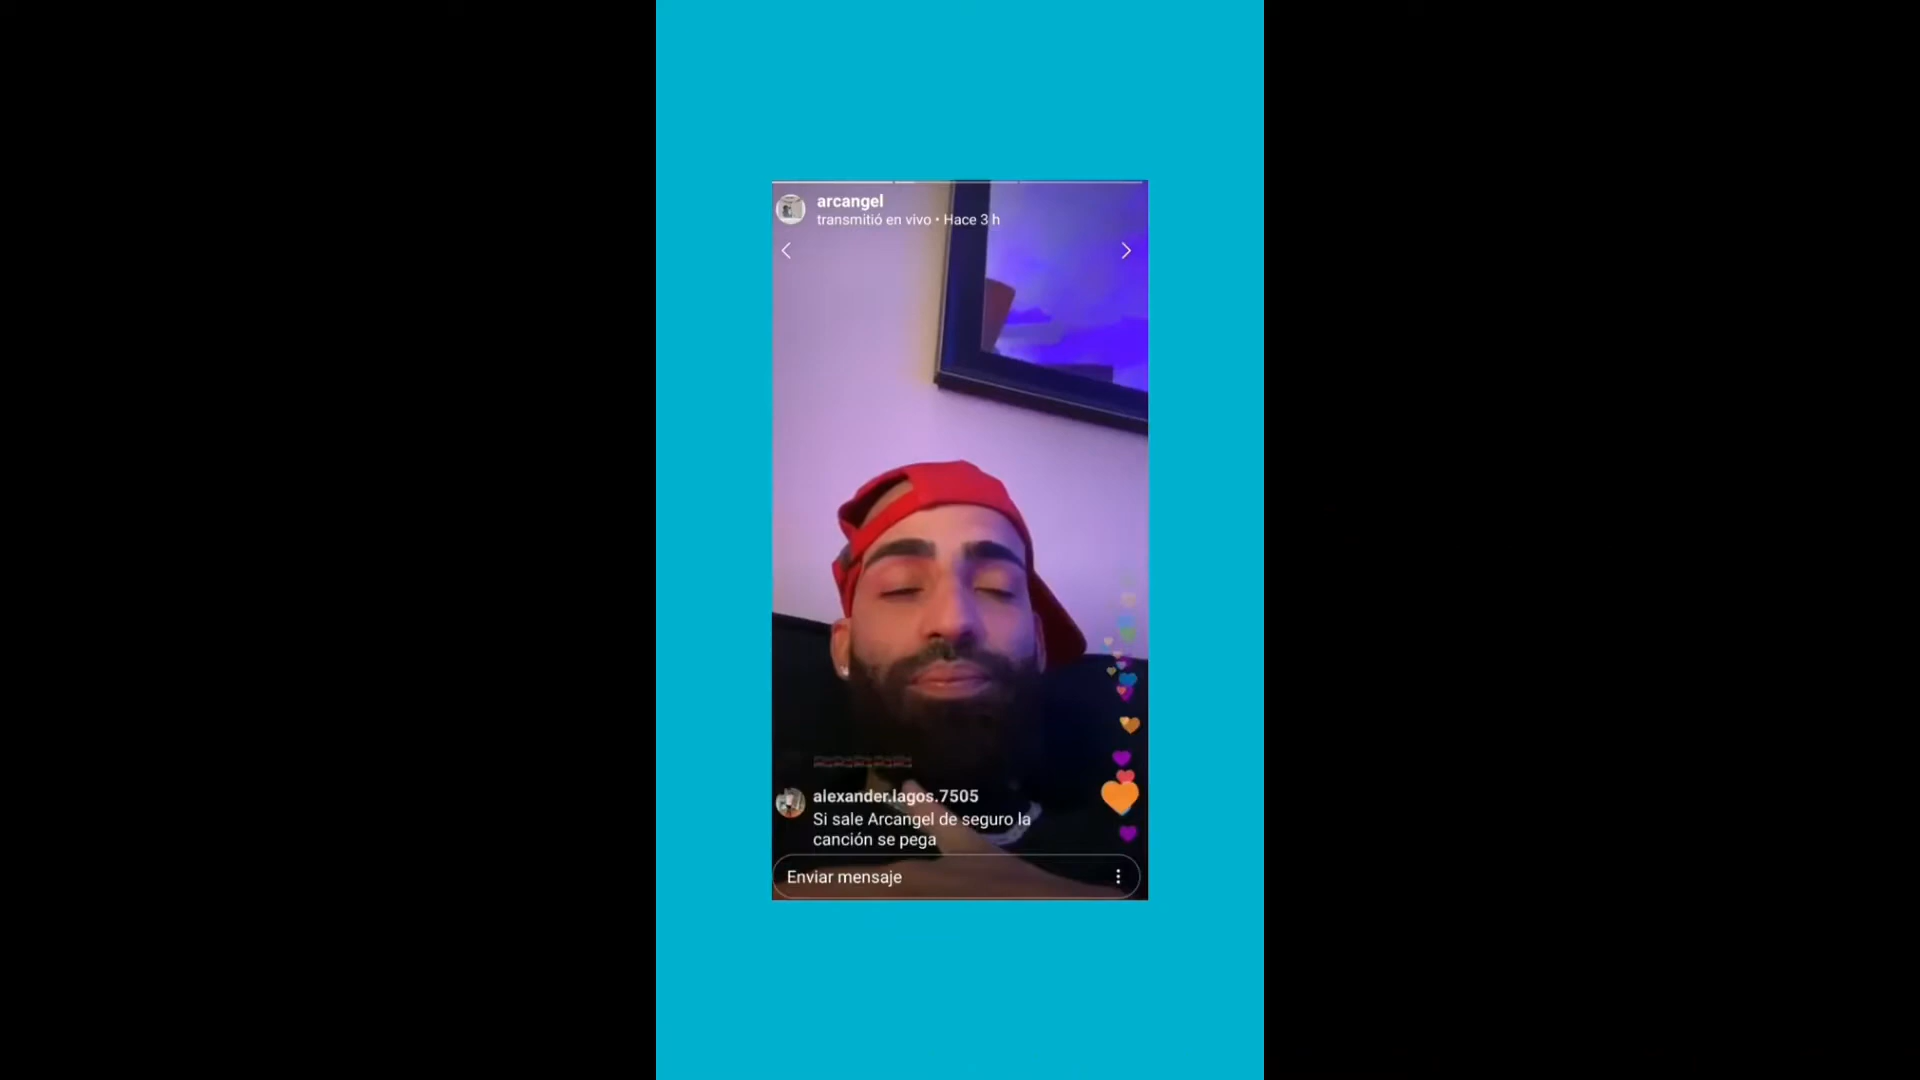 arcangel
transmitió en vivo • Hace 3 h
alexander.lagos.7505
Si sale Arcangel de seguro la
canción se pega
Enviar mensaje